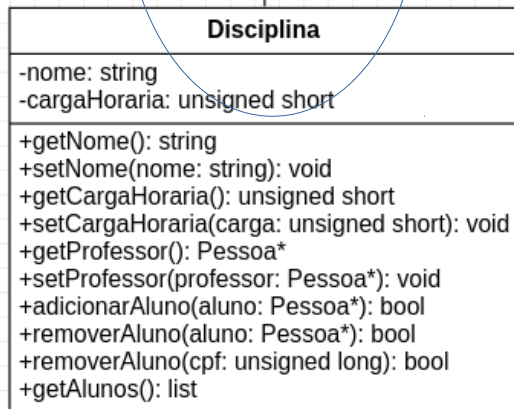 Disciplina
-nome: string
-cargaHoraria: unsigned short
+getNome(): string
+setNome(nome: string): void
+getCargaHoraria(): unsigned short
+setCargaHoraria(carga: unsigned short): void
+getProfessor(): Pessoa*
+setProfessor(professor: Pessoa*): void
+adicionarAluno(aluno: Pessoa*): bool
+removerAluno(aluno: Pessoa*): bool
+removerAluno(cpf: unsigned long): bool
+getAlunos(): list